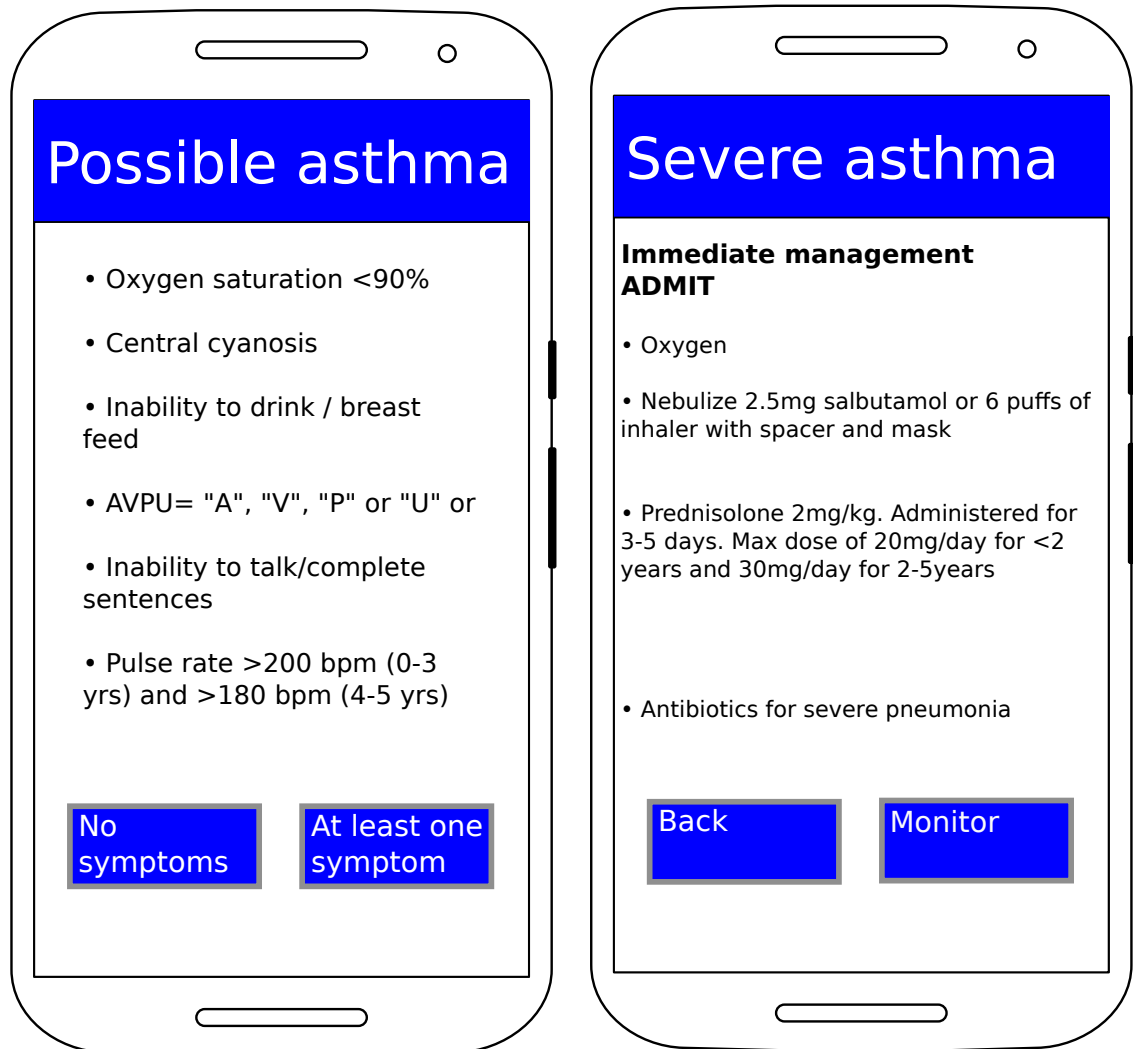 Possible asthma
• Oxygen saturation <90%
• Central cyanosis
• Inability to drink / breast
feed
• AVPU= "A", "V", "P" or "U" or
• Inability to talk/complete
sentences
• Pulse rate >200 bpm (0-3
yrs) and >180 bpm (4-5 yrs)
No
symptoms
At least one
symptom
Severe asthma
Immediate management
ADMIT
• Oxygen
• Nebulize 2.5mg salbutamol or 6 puffs of
inhaler with spacer and mask
• Prednisolone 2mg/kg. Administered for
3-5 days. Max dose of 20mg/day for <2
years and 30mg/day for 2-5years
• Antibiotics for severe pneumonia
Back
Monitor